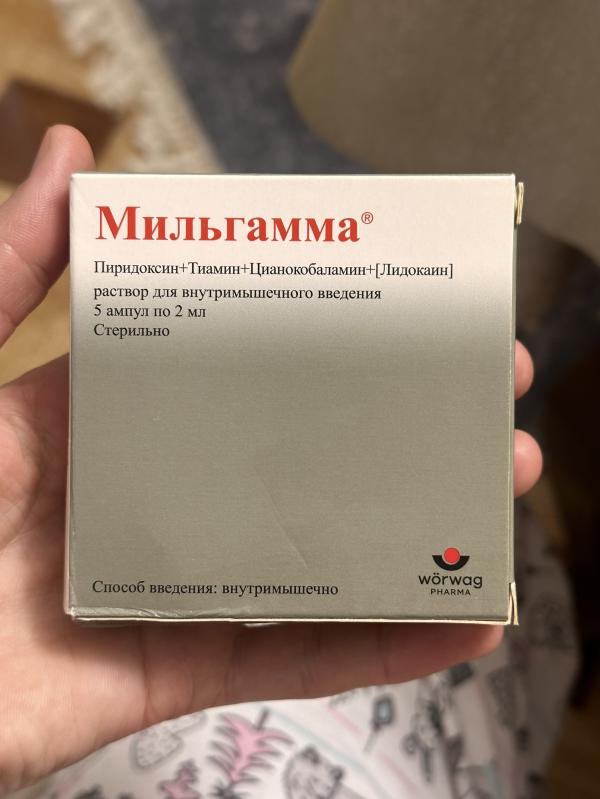 Мильгамма®
Пиридоксин+Тиамин+Цианокобаламин+[Лидокаин]
раствор для внутримышечного введения
5 ампул по 2 мл
Стерильно
Способ введения: внутримышечно
wörwag
PHARMA